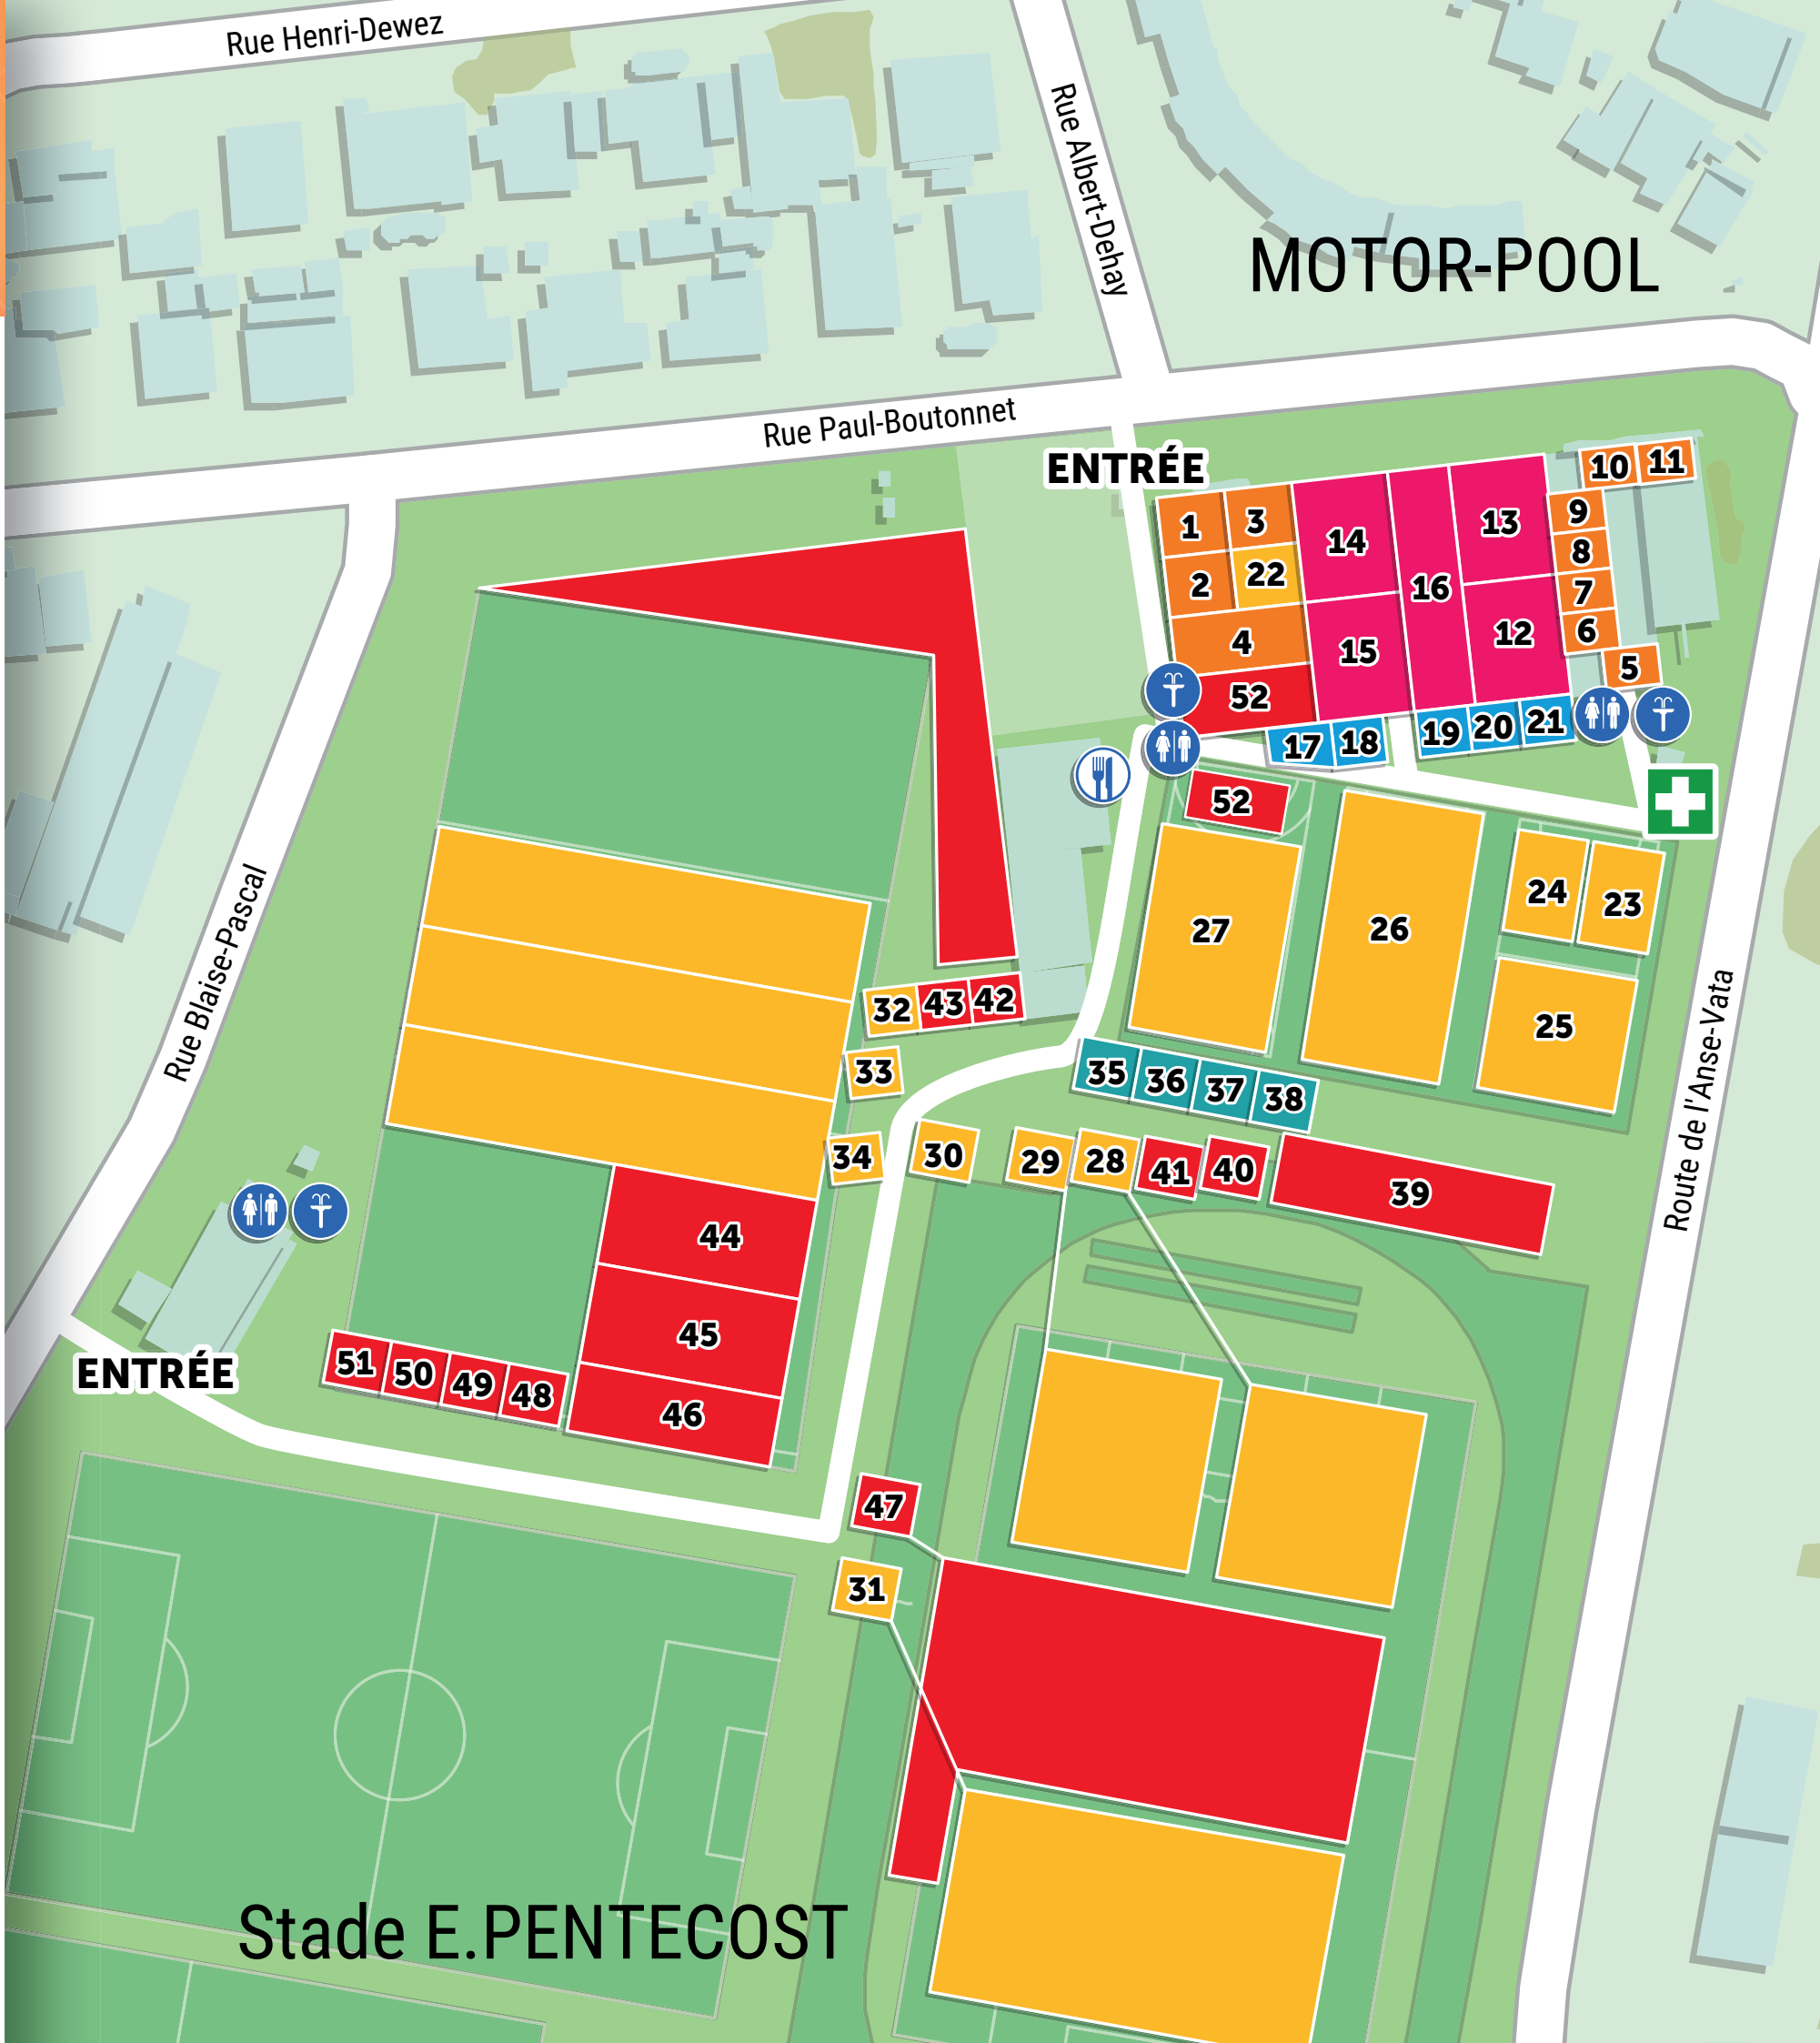 Rue Henri-Dewez
Rue Albert-Dehay
MOTOR-POOL
Rue Paul-Boutonnet
ENTRÉE
10 11
1 3 14 16 13 9
8
2 22 7
4 15 12 6
5
52
17 18 19 20 21
52
27 26 24 23
Rue Blaise-Pascal
32 43 42
25
Route de l'Anse-Vata
33
35 36 37 38
34 30 29 28 41 40 39
44
45
ENTRÉE
51 50 49 48
46
47
31
Stade E.PENTECOST